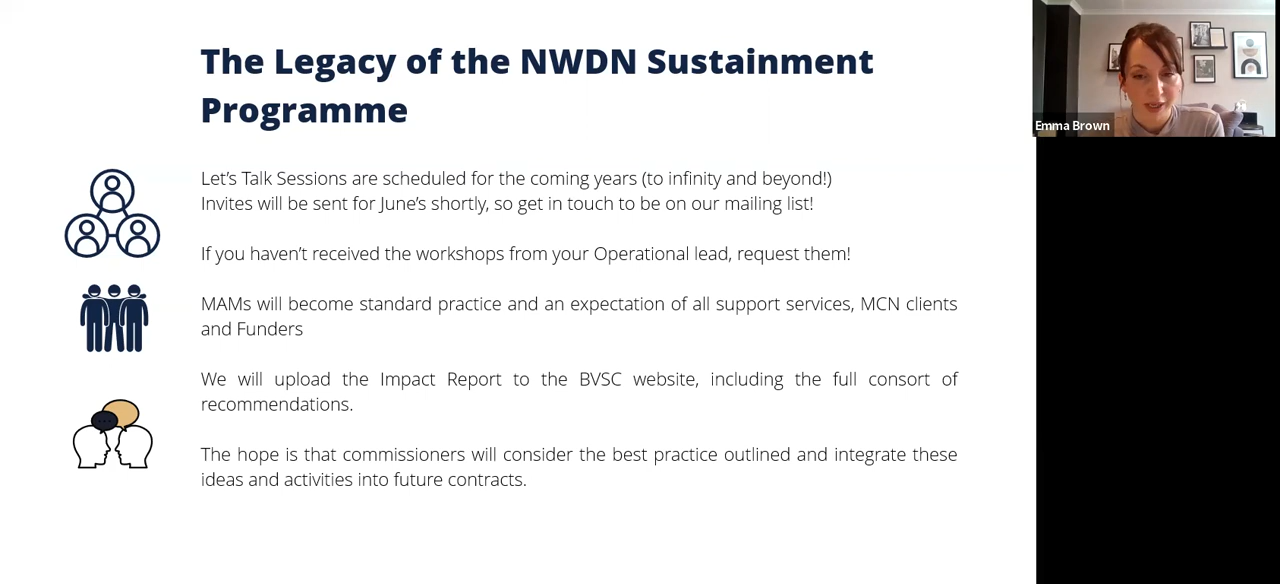 The Legacy of the NWDN Sustainment
Programme
Let’s Talk Sessions are scheduled for the coming years (to infinity and beyond!)
Invites will be sent for June’s shortly, so get in touch to be on our mailing list!
If you haven’t received the workshops from your Operational lead, request them!
MAMs will become standard practice and an expectation of all support services, MCN clients
and Funders
We will upload the Impact Report to the BVSC website, including the full consort of
recommendations.
The hope is that commissioners will consider the best practice outlined and integrate these
ideas and activities into future contracts.
Emma Brown